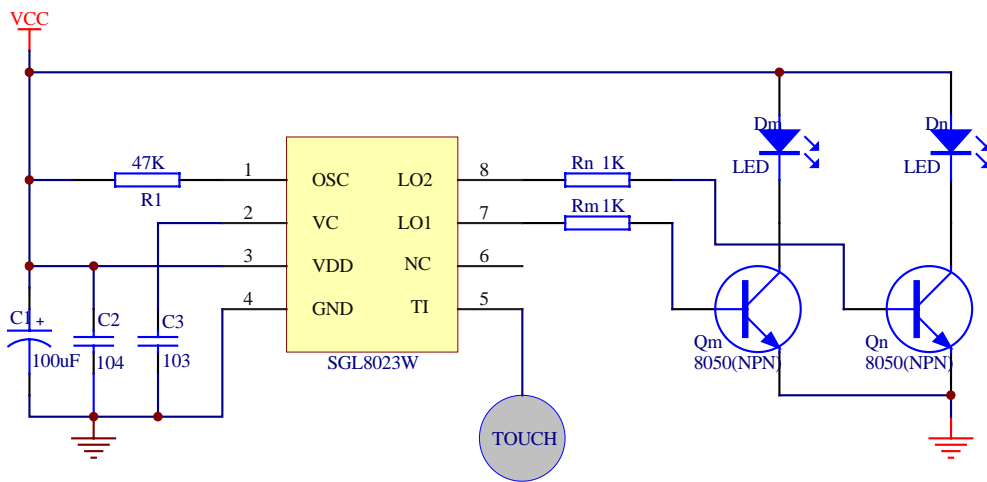 VCC
Dm
Dn
47K
1
OSC
LO2
8
Rn 1K
LED
LED
R1
2
VC
LO1
7
Rm 1K
3
VDD
NC
6
4
GND
TI
5
C1 +
C2
C3
100uF
104
103
SGL8023W
Qm
8050(NPN)
Qn
8050(NPN)
TOUCH